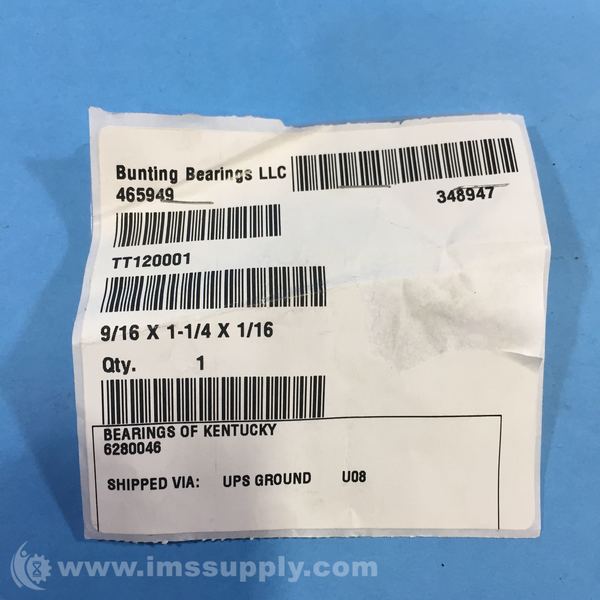 Bunting Bearings LLC
465949
348947
TT120001
9/16 X 1-1/4 X 1/16
Qty. 1
BEARINGS OF KENTUCKY
6280046
SHIPPED VIA: UPS GROUND U08
www.imssupply.com